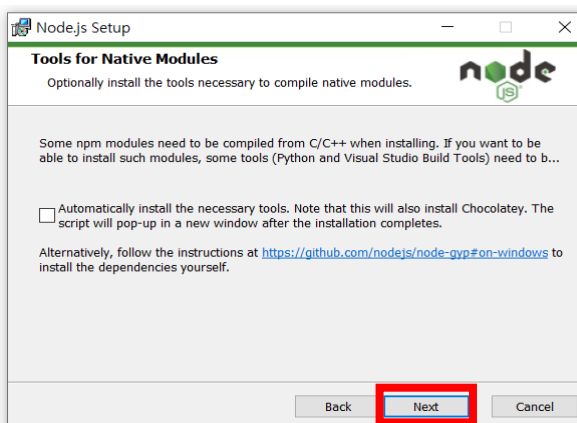 Node.js Setup
Tools for Native Modules
Optionally install the tools necessary to compile native modules.
node
JS
Some npm modules need to be compiled from C/C++ when installing. If you want to be
able to install such modules, some tools (Python and Visual Studio Build Tools) need to b...
Automatically install the necessary tools. Note that this will also install Chocolatey. The
script will pop-up in a new window after the installation completes.
Alternatively, follow the instructions at https://github.com/nodejs/node-gyp#on-windows to
install the dependencies yourself.
Back Next Cancel